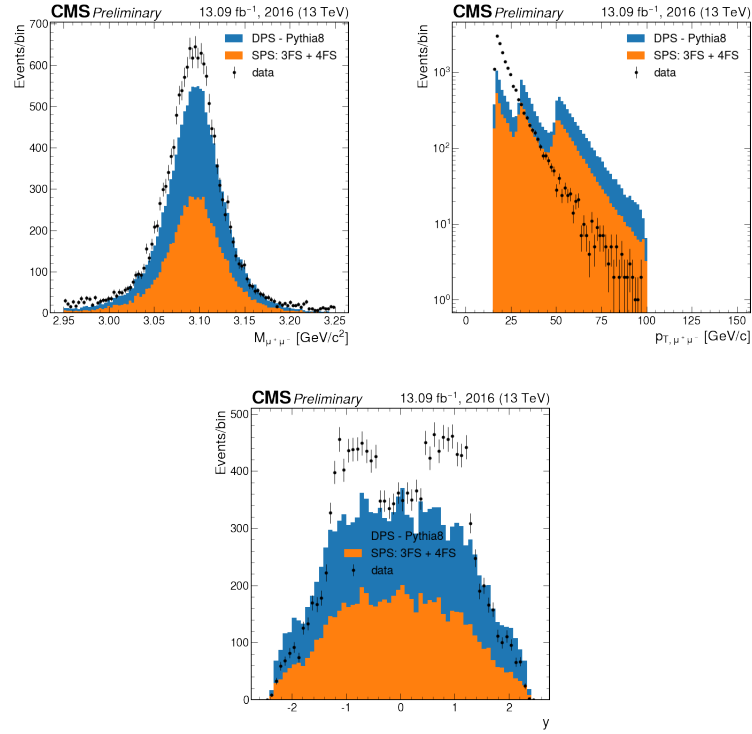 CMS Preliminary 13.09 fb⁻¹, 2016 (13 TeV)
Events/bin
700
600
500
400
300
200
100
0
DPS - Pythia8
SPS: 3FS + 4FS
data
2.95 3.00 3.05 3.10 3.15 3.20 3.25
M_μ⁺μ⁻ [GeV/c²]
CMS Preliminary 13.09 fb⁻¹, 2016 (13 TeV)
Events/bin
10³
10²
10¹
10⁰
DPS - Pythia8
SPS: 3FS + 4FS
data
0 25 50 75 100 125 150
p_T, μ⁺μ⁻ [GeV/c]
CMS Preliminary 13.09 fb⁻¹, 2016 (13 TeV)
Events/bin
500
400
300
200
100
0
DPS - Pythia8
SPS: 3FS + 4FS
data
-2 -1 0 1 2
y